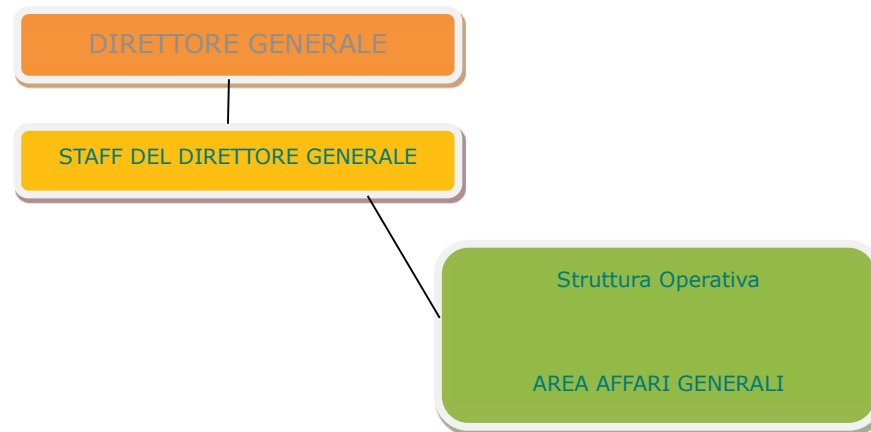 DIRETTORE GENERALE
STAFF DEL DIRETTORE GENERALE
Struttura Operativa
AREA AFFARI GENERALI